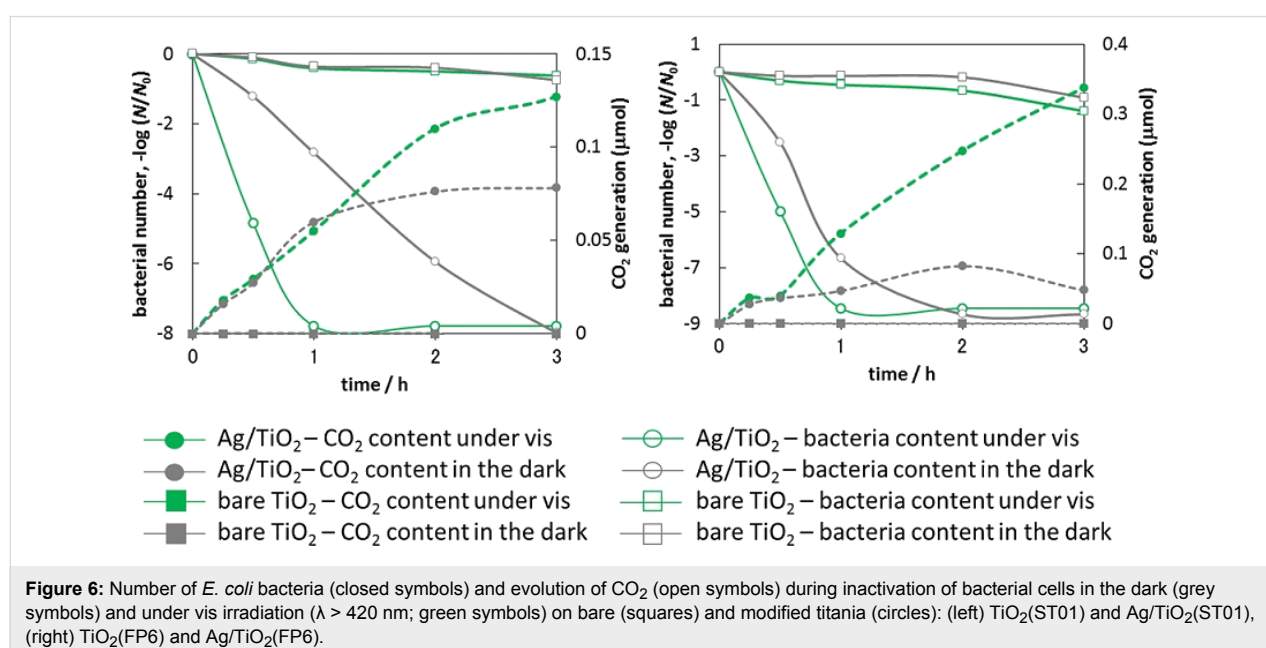 0
-2
-4
-6
-8
bacterial number, -log (N/N₀)
0.15
0.1
0.05
0
CO₂ generation (µmol)
0 1 2 3
time / h
1
-1
-3
-5
-7
-9
bacterial number, -log (N/N₀)
0.4
0.3
0.2
0.1
0
CO₂ generation (µmol)
0 1 2 3
time / h
Ag/TiO₂ – CO₂ content under vis
Ag/TiO₂– CO₂ content in the dark
bare TiO₂ – CO₂ content under vis
bare TiO₂ – CO₂ content in the dark
Ag/TiO₂ – bacteria content under vis
Ag/TiO₂ – bacteria content in the dark
bare TiO₂ – bacteria content under vis
bare TiO₂ – bacteria content in the dark
Figure 6: Number of E. coli bacteria (closed symbols) and evolution of CO₂ (open symbols) during inactivation of bacterial cells in the dark (grey
symbols) and under vis irradiation (λ > 420 nm; green symbols) on bare (squares) and modified titania (circles): (left) TiO₂(ST01) and Ag/TiO₂(ST01),
(right) TiO₂(FP6) and Ag/TiO₂(FP6).